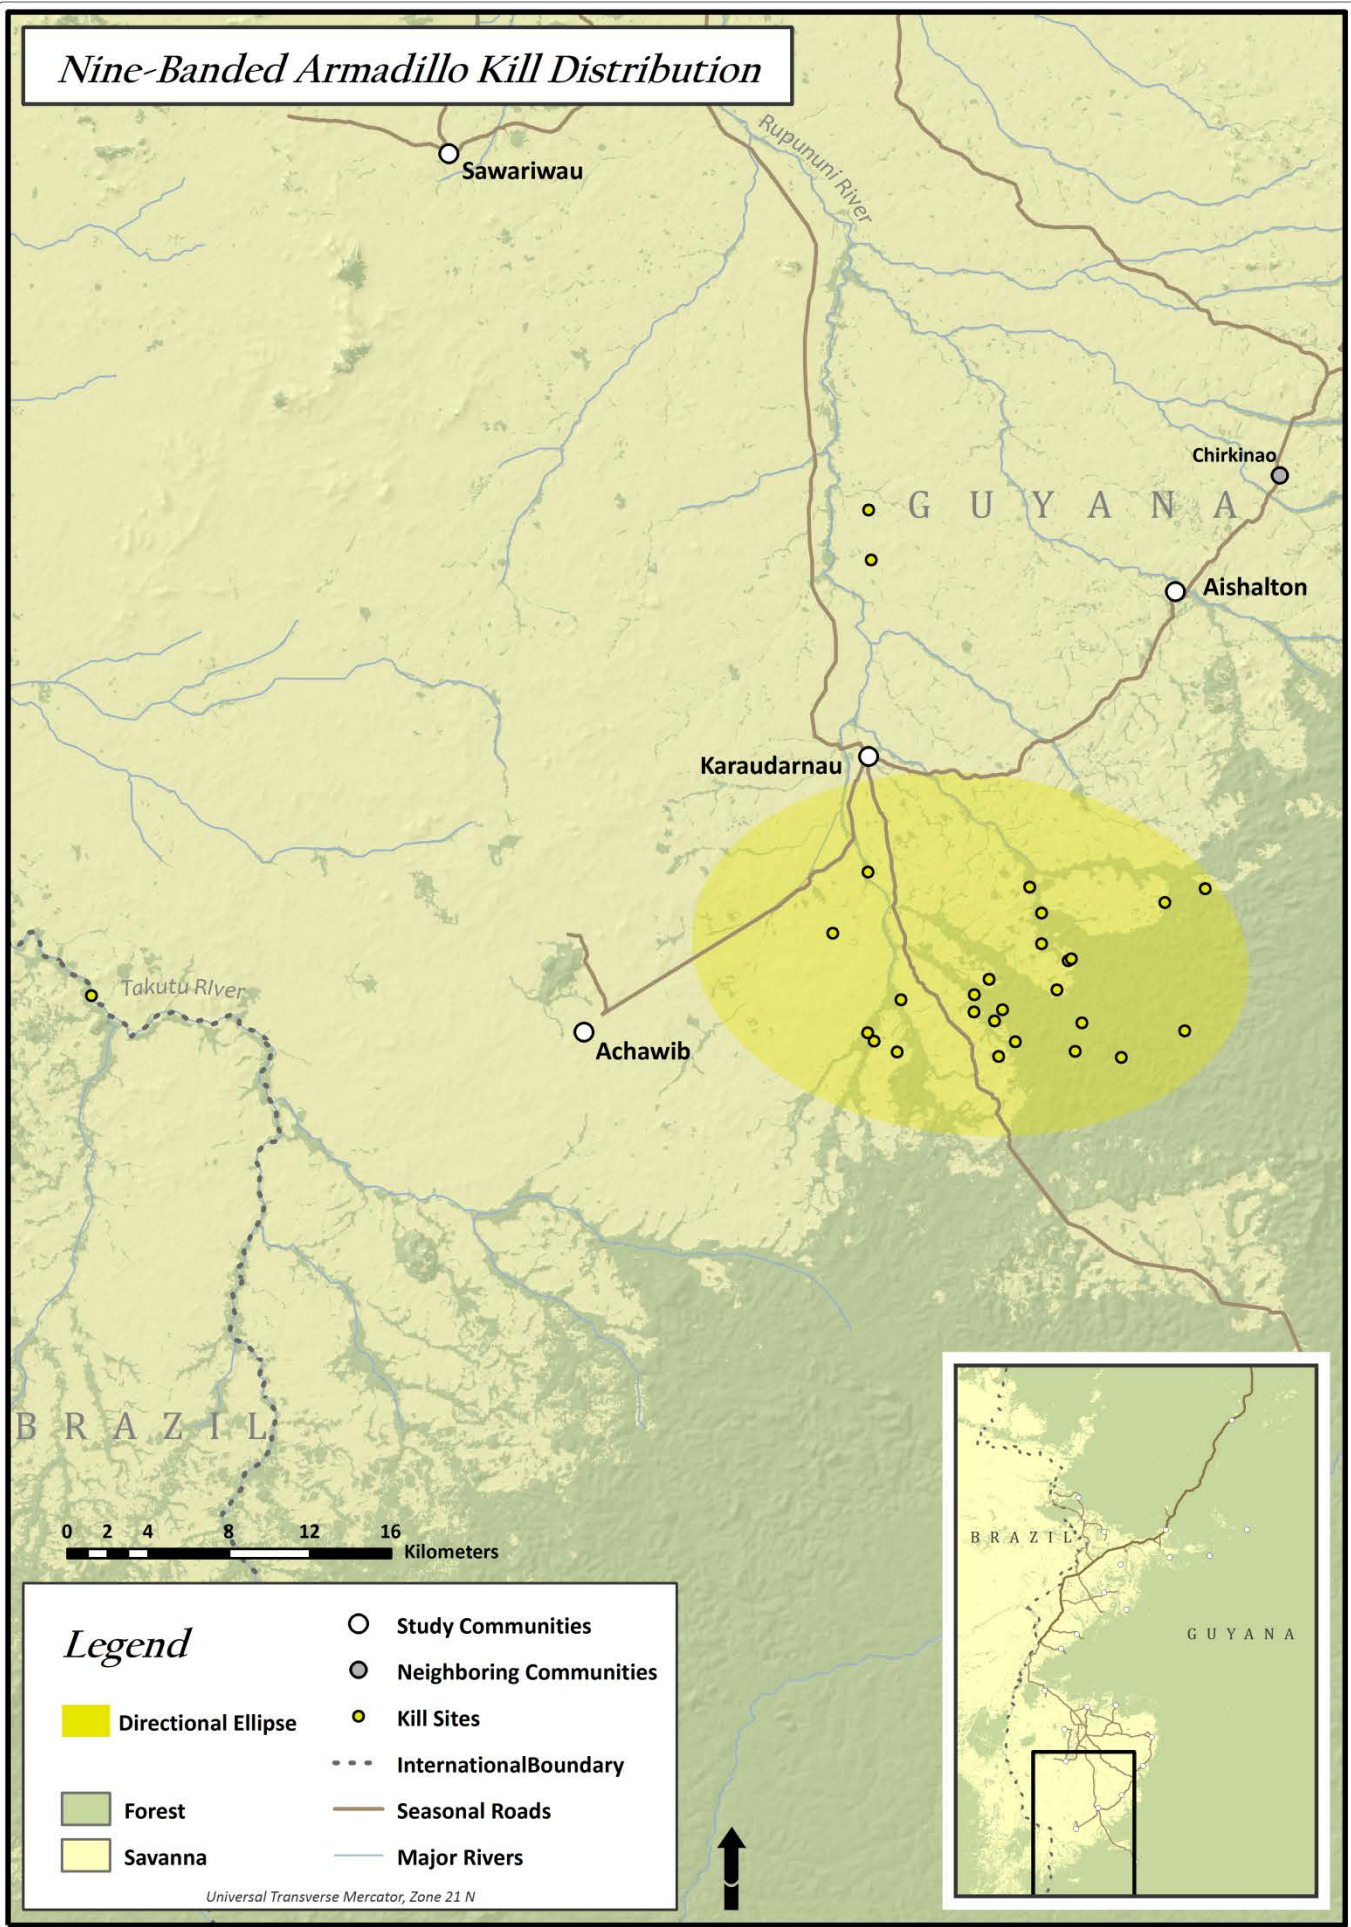 Nine-Banded Armadillo Kill Distribution
Rupununi River
Sawariwau
Chirkinao
G U Y A N A
Aishalton
Karaudarnau
Takutu RIver
Achawib
B R A Z I L
0 2 4 8 12 16
Kilometers
Legend
Directional Ellipse
Forest
Savanna
Study Communities
Neighboring Communities
Kill Sites
InternationalBoundary
Seasonal Roads
Major Rivers
Universal Transverse Mercator, Zone 21 N
B R A Z I L
G U Y A N A